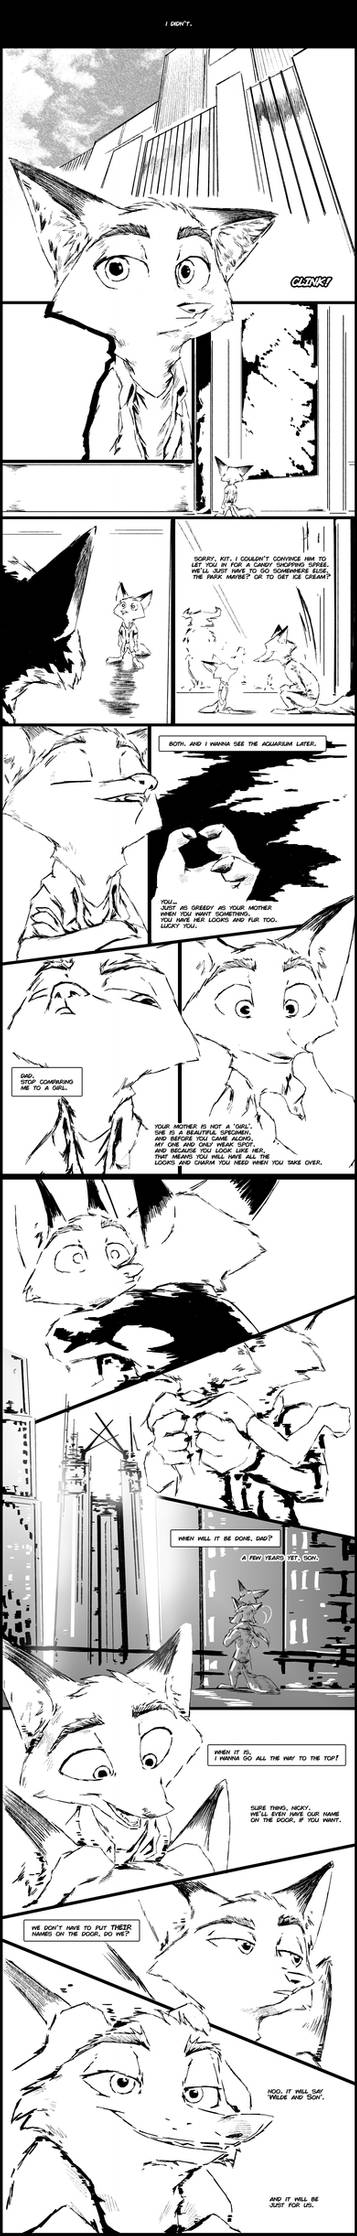 I DIDN'T.
CLINK!
SORRY, KIT. I COULDN'T CONVINCE HIM TO
LET YOU IN FOR A CANDY SHOPPING SPREE.
WE'LL JUST HAVE TO GO SOMEWHERE ELSE.
THE PARK MAYBE? OR TO GET ICE CREAM?
BOTH. AND I WANNA SEE THE AQUARIUM LATER.
YOU...
JUST AS GREEDY AS YOUR MOTHER
WHEN YOU WANT SOMETHING.
YOU HAVE HER LOOKS AND FUR TOO.
LUCKY YOU.
DAD.
STOP COMPARING
ME TO A GIRL.
YOUR MOTHER IS NOT A 'GIRL'.
SHE IS A BEAUTIFUL SPECIMEN.
AND BEFORE YOU CAME ALONG,
MY ONE AND ONLY WEAK SPOT.
AND BECAUSE YOU LOOK LIKE HER,
THAT MEANS YOU WILL HAVE ALL THE
LOOKS AND CHARM YOU NEED WHEN YOU TAKE OVER.
WHEN WILL IT BE DONE, DAD?
A FEW YEARS YET, SON.
WHEN IT IS,
I WANNA GO ALL THE WAY TO THE TOP!
SURE THING, NICKY.
WE'LL EVEN HAVE OUR NAME
ON THE DOOR, IF YOU WANT.
WE DON'T HAVE TO PUT THEIR
NAMES ON THE DOOR, DO WE?
NOO. IT WILL SAY
'WILDE AND SON'.
AND IT WILL BE
JUST FOR US.